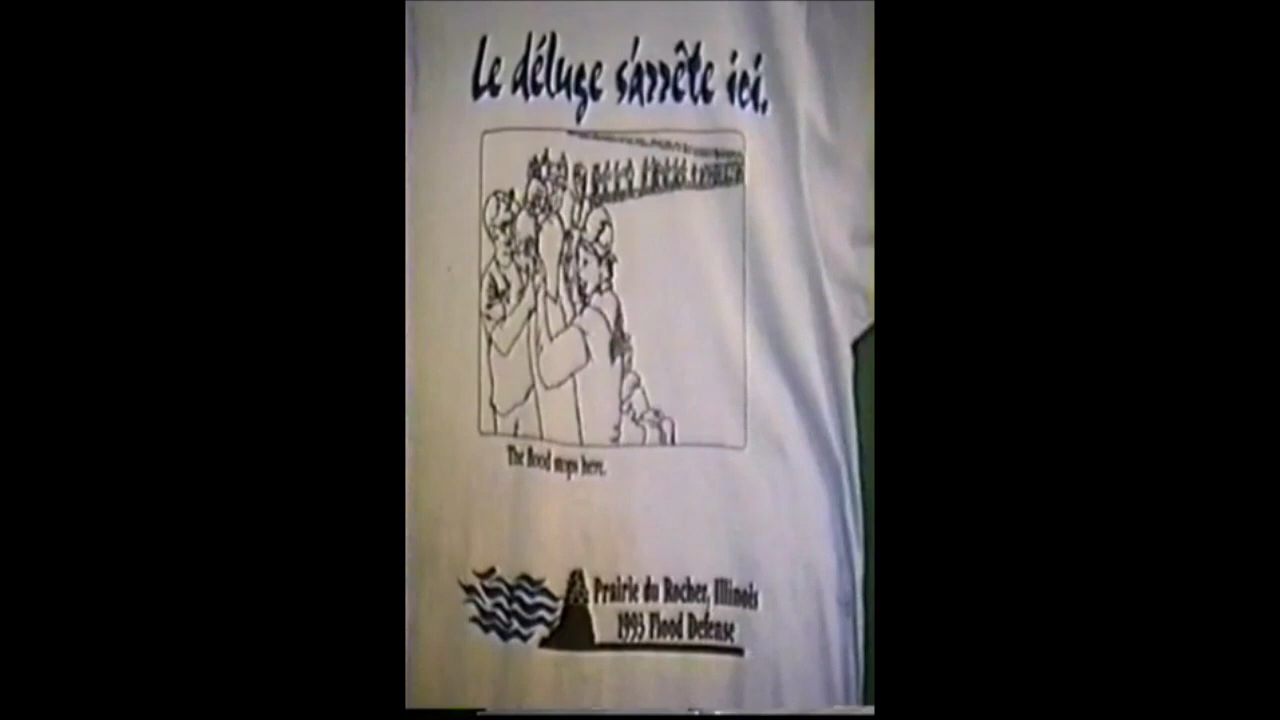 Le déluge s'arrête ici.
The flood stops here.
Prairie du Rocher, Illinois
1993 Flood Defense